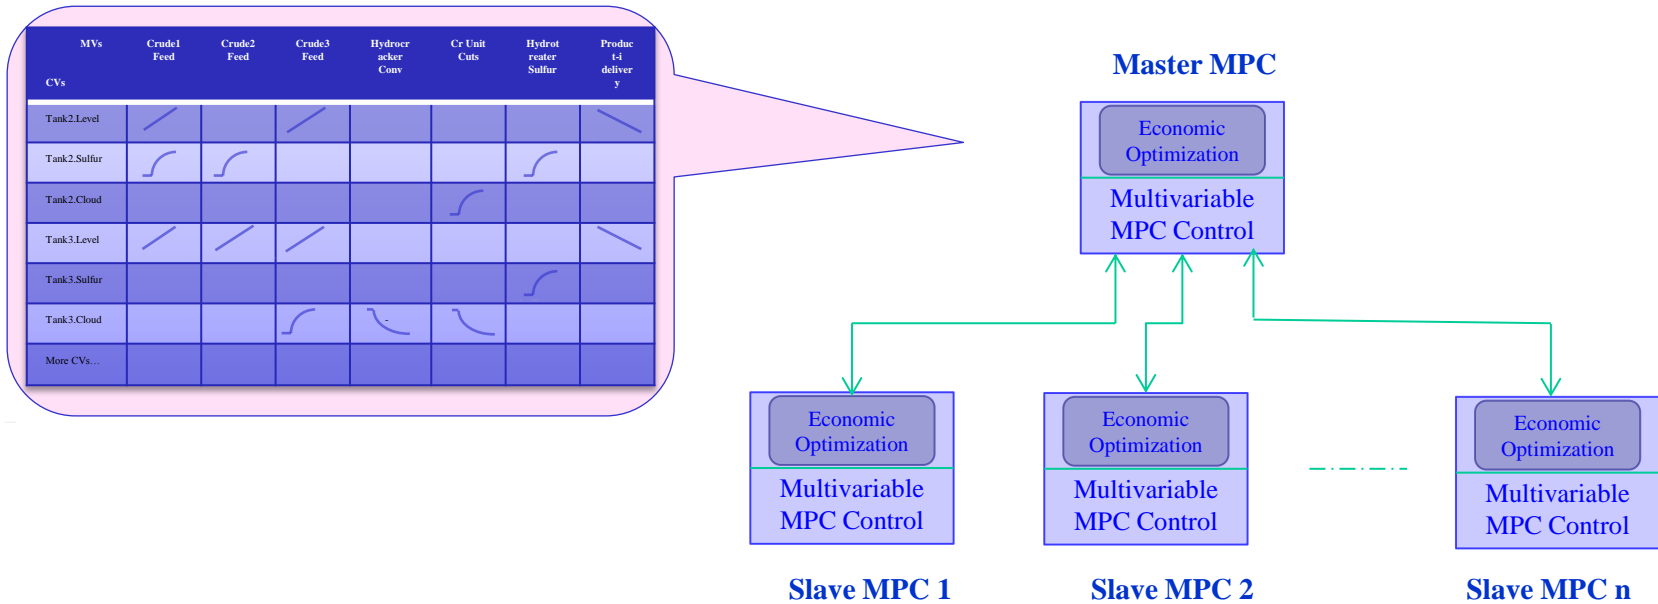 MVs
CVs
Crude1
Feed
Crude2
Feed
Crude3
Feed
Hydrocr
acker
Conv
Cr Unit
Cuts
Hydrot
reater
Sulfur
Produc
t-i
deliver
y
Tank2.Level
Tank2.Sulfur
Tank2.Cloud
Tank3.Level
Tank3.Sulfur
Tank3.Cloud
-
More CVs…
Master MPC
Economic
Optimization
Multivariable
MPC Control
Economic
Optimization
Multivariable
MPC Control
Slave MPC 1
Economic
Optimization
Multivariable
MPC Control
Slave MPC 2
Economic
Optimization
Multivariable
MPC Control
Slave MPC n